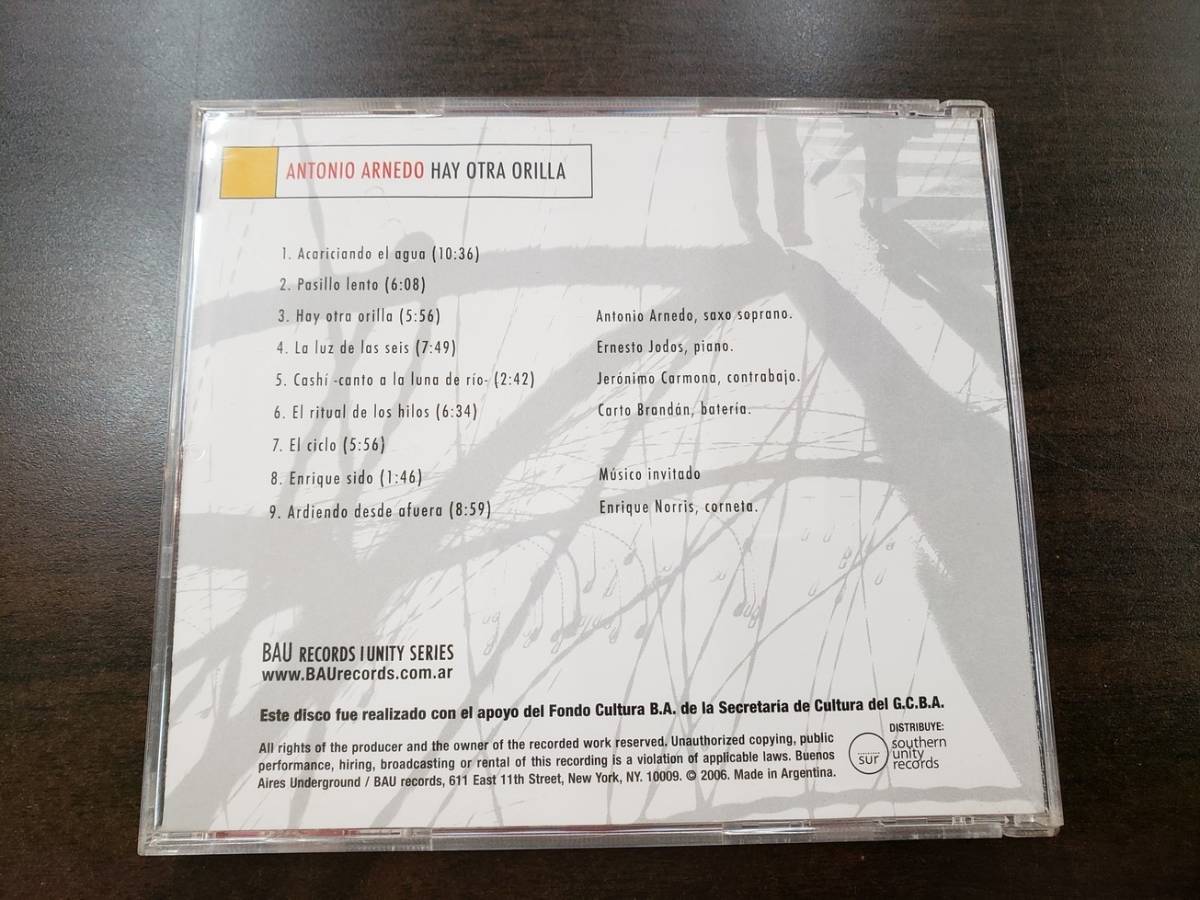 ANTONIO ARNEDO HAY OTRA ORILLA
1. Acariciando el agua (10:36)
2. Pasillo lento (6:08)
3. Hay otra orilla (5:56)
4. La luz de las seis (7:49)
5. Cashí -canto a la luna de río- (2:42)
6. El ritual de los hilos (6:34)
7. El ciclo (5:56)
8. Enrique sido (1:46)
9. Ardiendo desde afuera (8:59)
Antonio Arnedo, saxo soprano.
Ernesto Jodos, piano.
Jerónimo Carmona, contrabajo.
Carto Brandán, batería.
Músico invitado
Enrique Norris, corneta.
BAU RECORDS | UNITY SERIES
www.BAUrecords.com.ar
Este disco fue realizado con el apoyo del Fondo Cultura B.A. de la Secretaría de Cultura del G.C.B.A.
All rights of the producer and the owner of the recorded work reserved. Unauthorized copying, public
performance, hiring, broadcasting or rental of this recording is a violation of applicable laws. Buenos
Aires Underground / BAU records, 611 East 11th Street, New York, NY. 10009. © 2006. Made in Argentina.
DISTRIBUYE:
sur
southern
unity
records